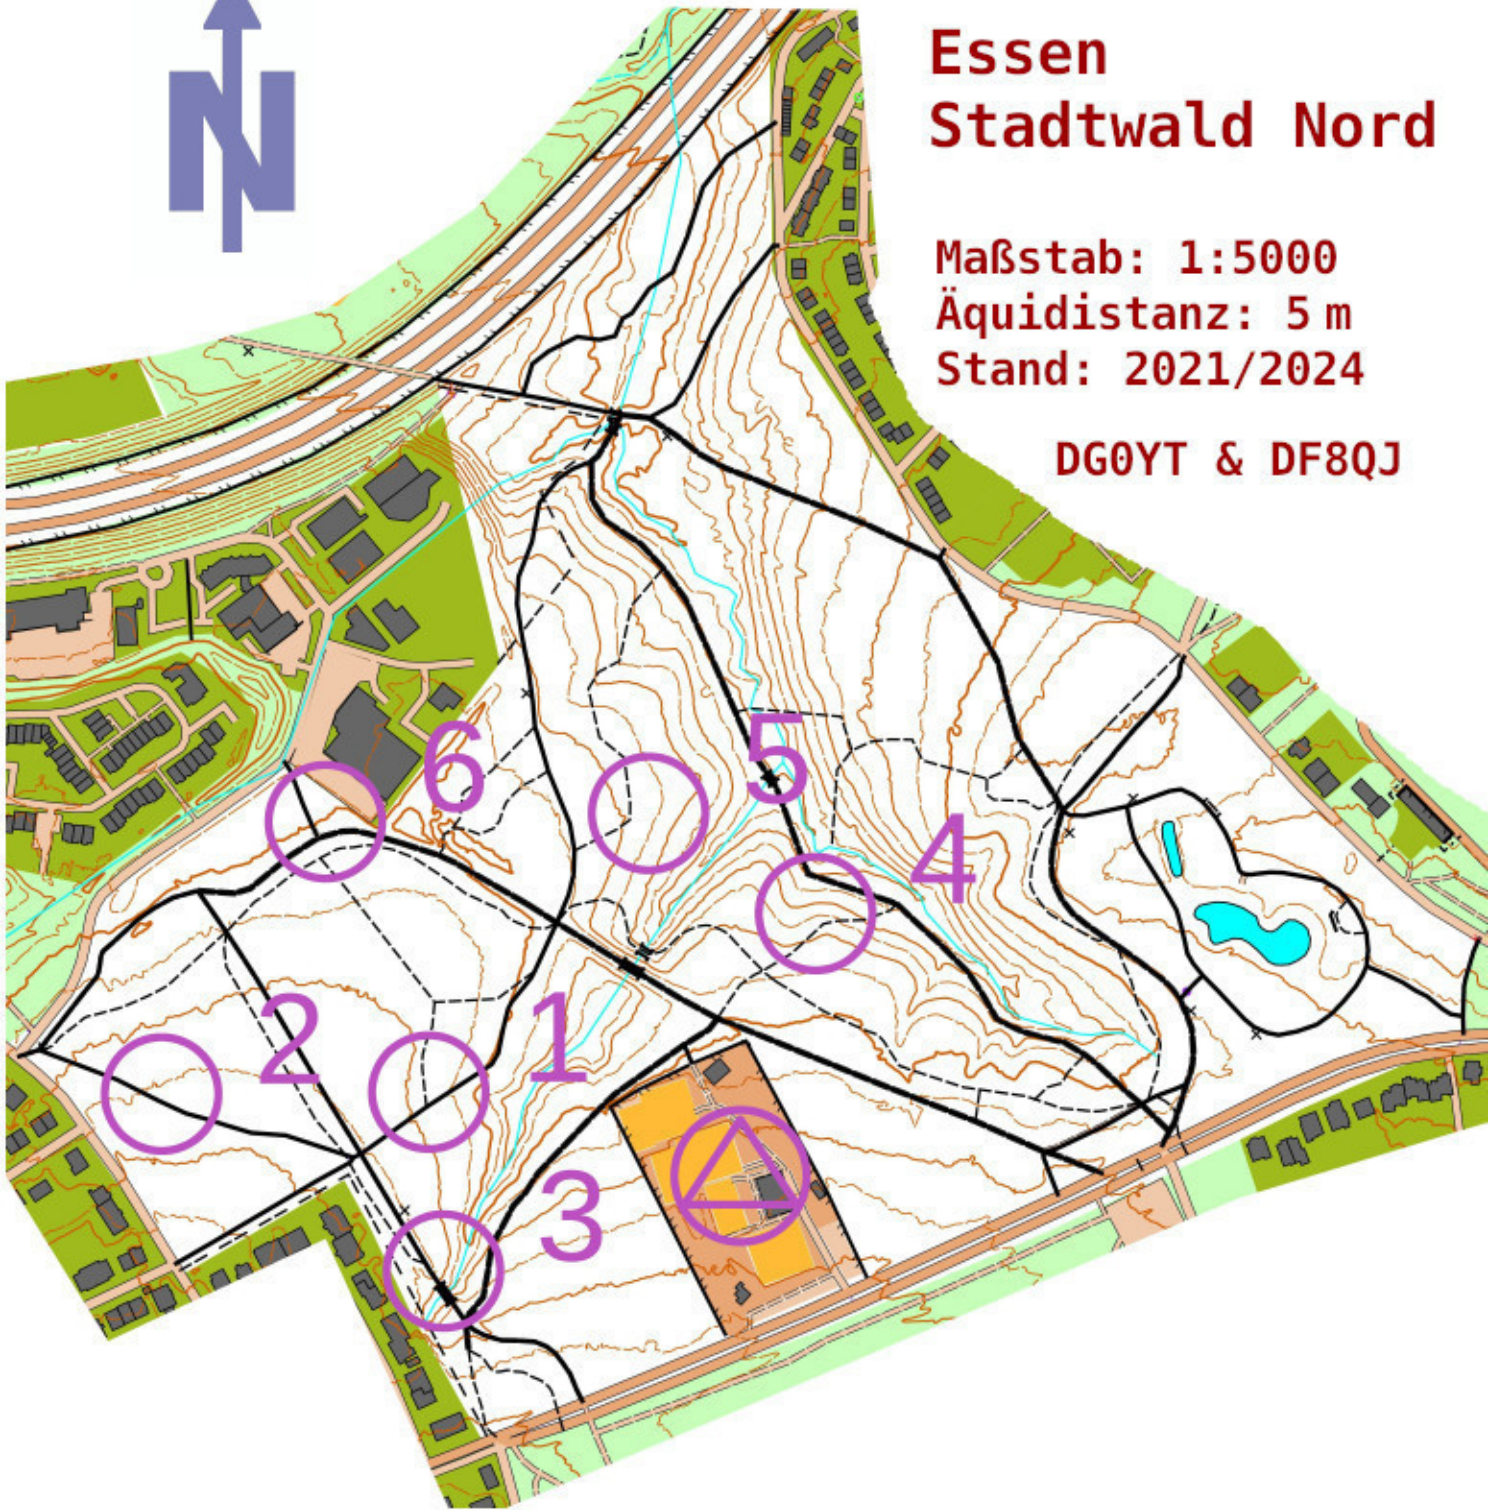 N
Essen
Stadtwald Nord
Maßstab: 1:5000
Äquidistanz: 5 m
Stand: 2021/2024
DG0YT & DF8QJ
6
5
4
2
1
3